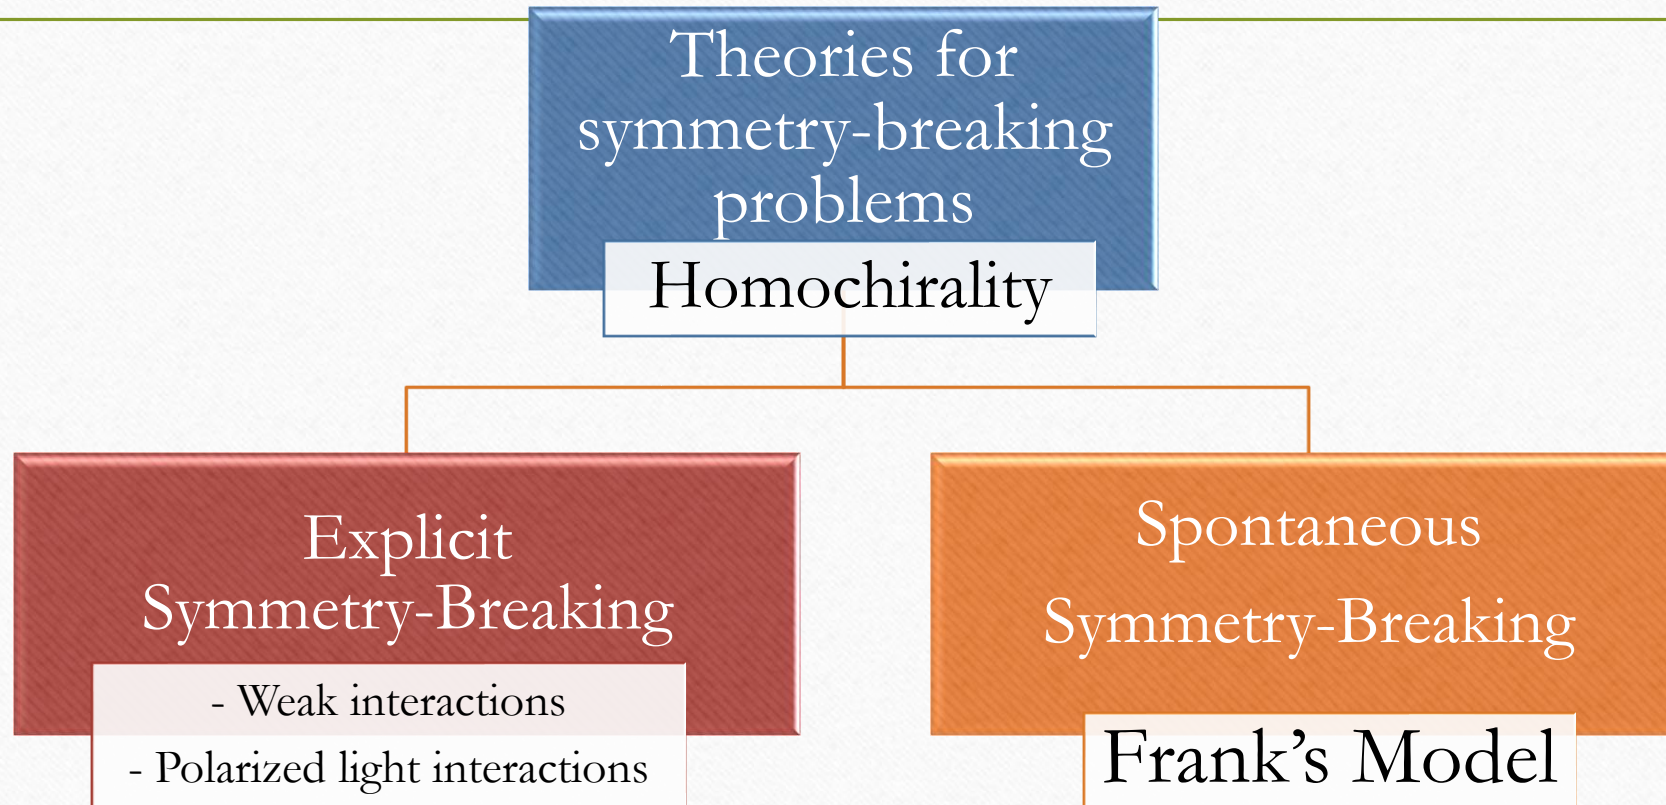 Theories for
symmetry-breaking
problems
Homochirality
Explicit
Symmetry-Breaking
- Weak interactions
- Polarized light interactions
Spontaneous
Symmetry-Breaking
Frank’s Model